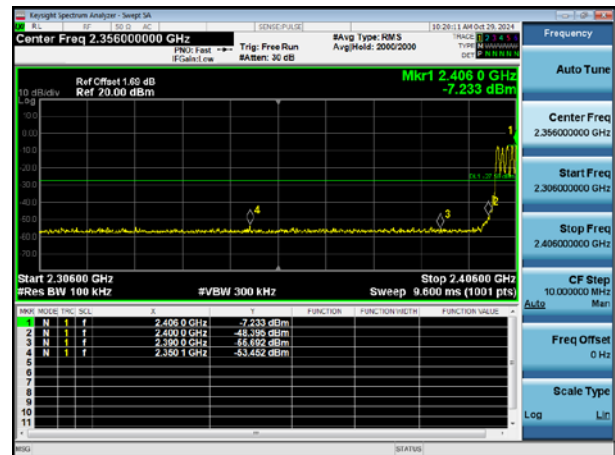 Keysight Spectrum Analyzer - Swept SA
RL RF 50 Ω AC SENSE:PULSE 10:20:11 AM Oct 29, 2024
Center Freq 2.356000000 GHz #Avg Type: RMS TRACE 1 2 3 4 5 6
PNO: Fast Trig: Free Run Avg|Hold: 2000/2000 TYPE M WWWWW
IFGain:Low #Atten: 30 dB DET P N N N N N
Ref Offset 1.69 dB Mkr1 2.406 0 GHz
10 dB/div Ref 20.00 dBm -7.233 dBm
Log
10.0
0.00
-10.0
-20.0
-30.0
-40.0
-50.0
-60.0
-70.0
1
2
3
4
Start 2.30600 GHz Stop 2.40600 GHz
#Res BW 100 kHz #VBW 300 kHz Sweep 9.600 ms (1001 pts)
MKR MODE TRC SCL X Y FUNCTION FUNCTION WIDTH FUNCTION VALUE
1 N 1 f 2.406 0 GHz -7.233 dBm
2 N 1 f 2.400 0 GHz -48.395 dBm
3 N 1 f 2.390 0 GHz -55.692 dBm
4 N 1 f 2.350 1 GHz -53.452 dBm
5
6
7
8
9
10
11
MSG STATUS
Frequency
Auto Tune
Center Freq
2.356000000 GHz
Start Freq
2.306000000 GHz
Stop Freq
2.406000000 GHz
CF Step
10.000000 MHz
Auto Man
Freq Offset
0 Hz
Scale Type
Log Lin